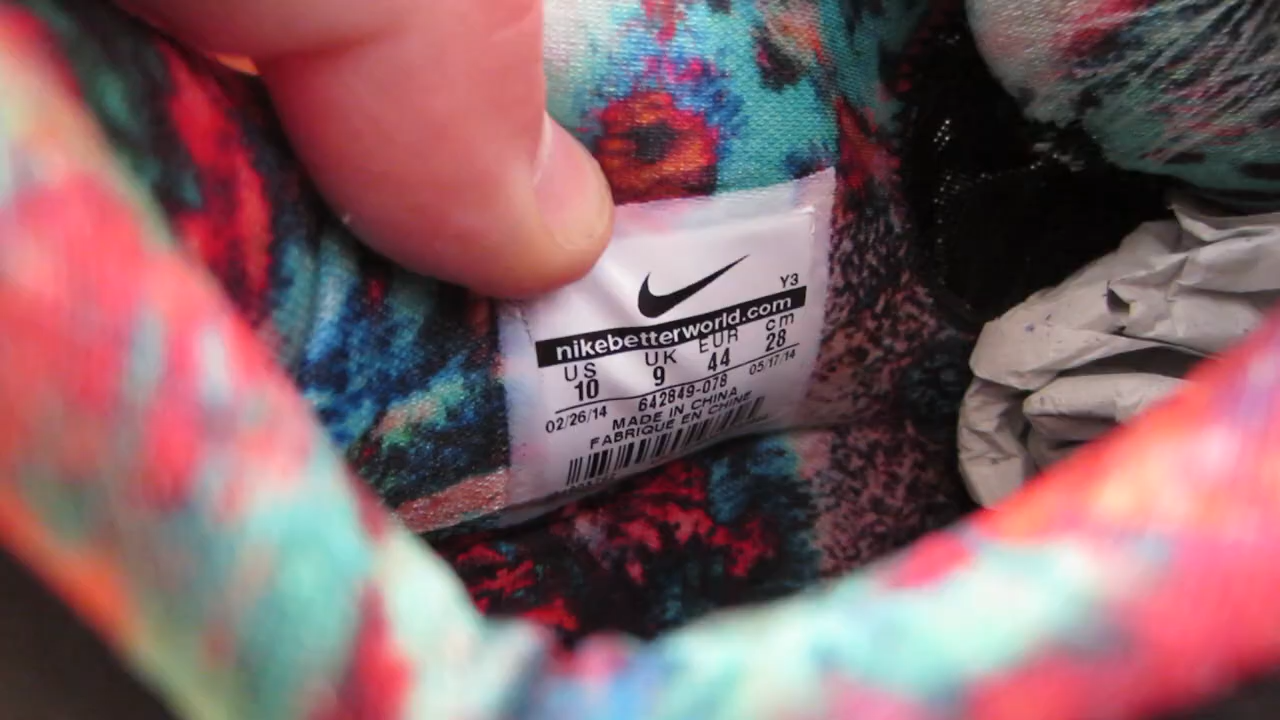 Y3
nikebetterworld.com
US UK EUR cm
10 9 44 28
02/26/14 642849-078 05/17/14
MADE IN CHINA
FABRIQUE EN CHINE